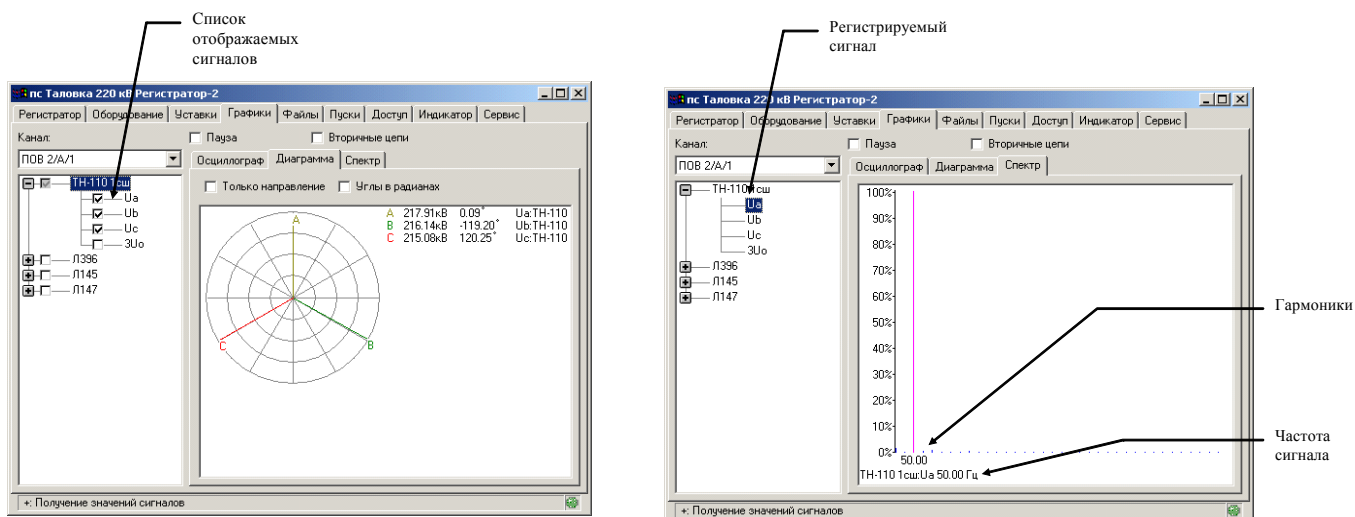 Список
отображаемых
сигналов
пс Таловка 220 кВ Регистратор-2
Регистратор Оборудование Уставки Графики Файлы Пуски Доступ Индикатор Сервис
Канал:
Пауза
Вторичные цепи
ПОВ 2/А/1
Осциллограф Диаграмма Спектр
Только направление
Углы в радианах
ТН-110 1сш
Ua
Ub
Uc
3Uo
Л396
Л145
Л147
A 217.91кВ 0.09° Ua:ТН-110
B 216.14кВ -119.20° Ub:ТН-110
C 215.08кВ 120.25° Uc:ТН-110
A
C
B
+: Получение значений сигналов
Регистрируемый
сигнал
пс Таловка 220 кВ Регистратор-2
Регистратор Оборудование Уставки Графики Файлы Пуски Доступ Индикатор Сервис
Канал:
Пауза
Вторичные цепи
ПОВ 2/А/1
Осциллограф Диаграмма Спектр
ТН-110 1сш
Ua
Ub
Uc
3Uo
Л396
Л145
Л147
100%
90%
80%
70%
60%
50%
40%
30%
20%
10%
0%
50.00
ТН-110 1сш:Ua 50.00 Гц
+: Получение значений сигналов
Гармоники
Частота
сигнала